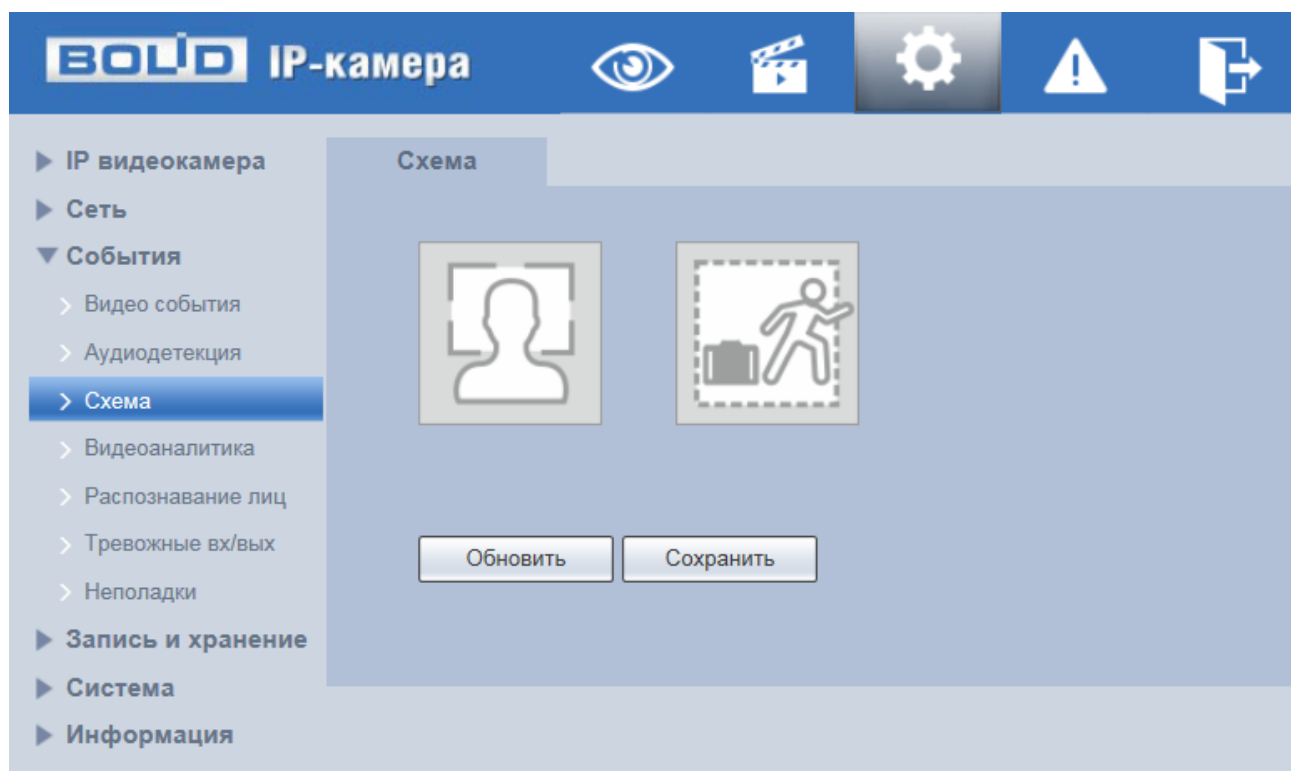 BOLID IP-камера
IP видеокамера
Сеть
События
Видео события
Аудиодетекция
Схема
Видеоаналитика
Распознавание лиц
Тревожные вх/вых
Неполадки
Запись и хранение
Система
Информация
Схема
Обновить Сохранить